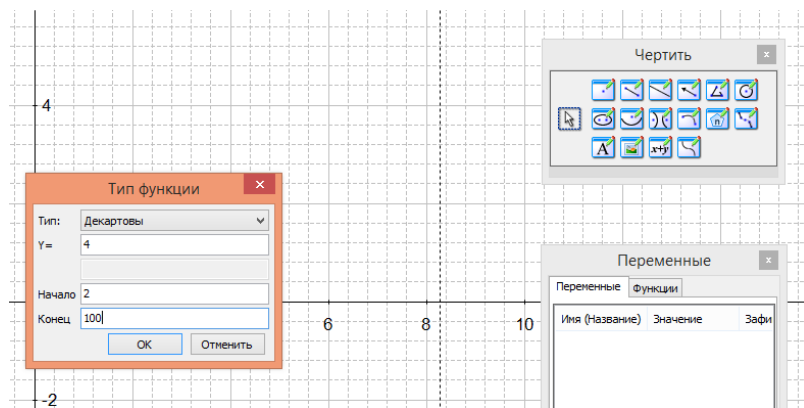 4
Чертить
x
A
n
x+y
Тип функции
x
Тип:
Декартовы
Y=
4
Начало
2
Конец
100
OK
Отменить
6
8
10
-2
Переменные
x
Переменные
Функции
Имя (Название)
Значение
Зафи